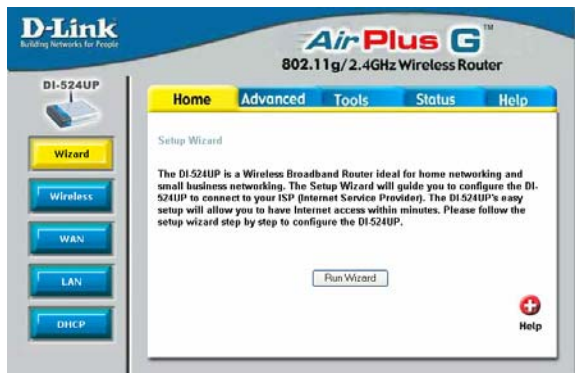 D-Link
Building Networks for People
Air Plus G TM
802.11g/2.4GHz Wireless Router
DI-524UP
Home Advanced Tools Status Help
Wizard
Wireless
WAN
LAN
DHCP
Setup Wizard
The DI-524UP is a Wireless Broadband Router ideal for home networking and
small business networking. The Setup Wizard will guide you to configure the DI-
524UP to connect to your ISP (Internet Service Provider). The DI-524UP's easy
setup will allow you to have Internet access within minutes. Please follow the
setup wizard step by step to configure the DI-524UP.
Run Wizard
Help